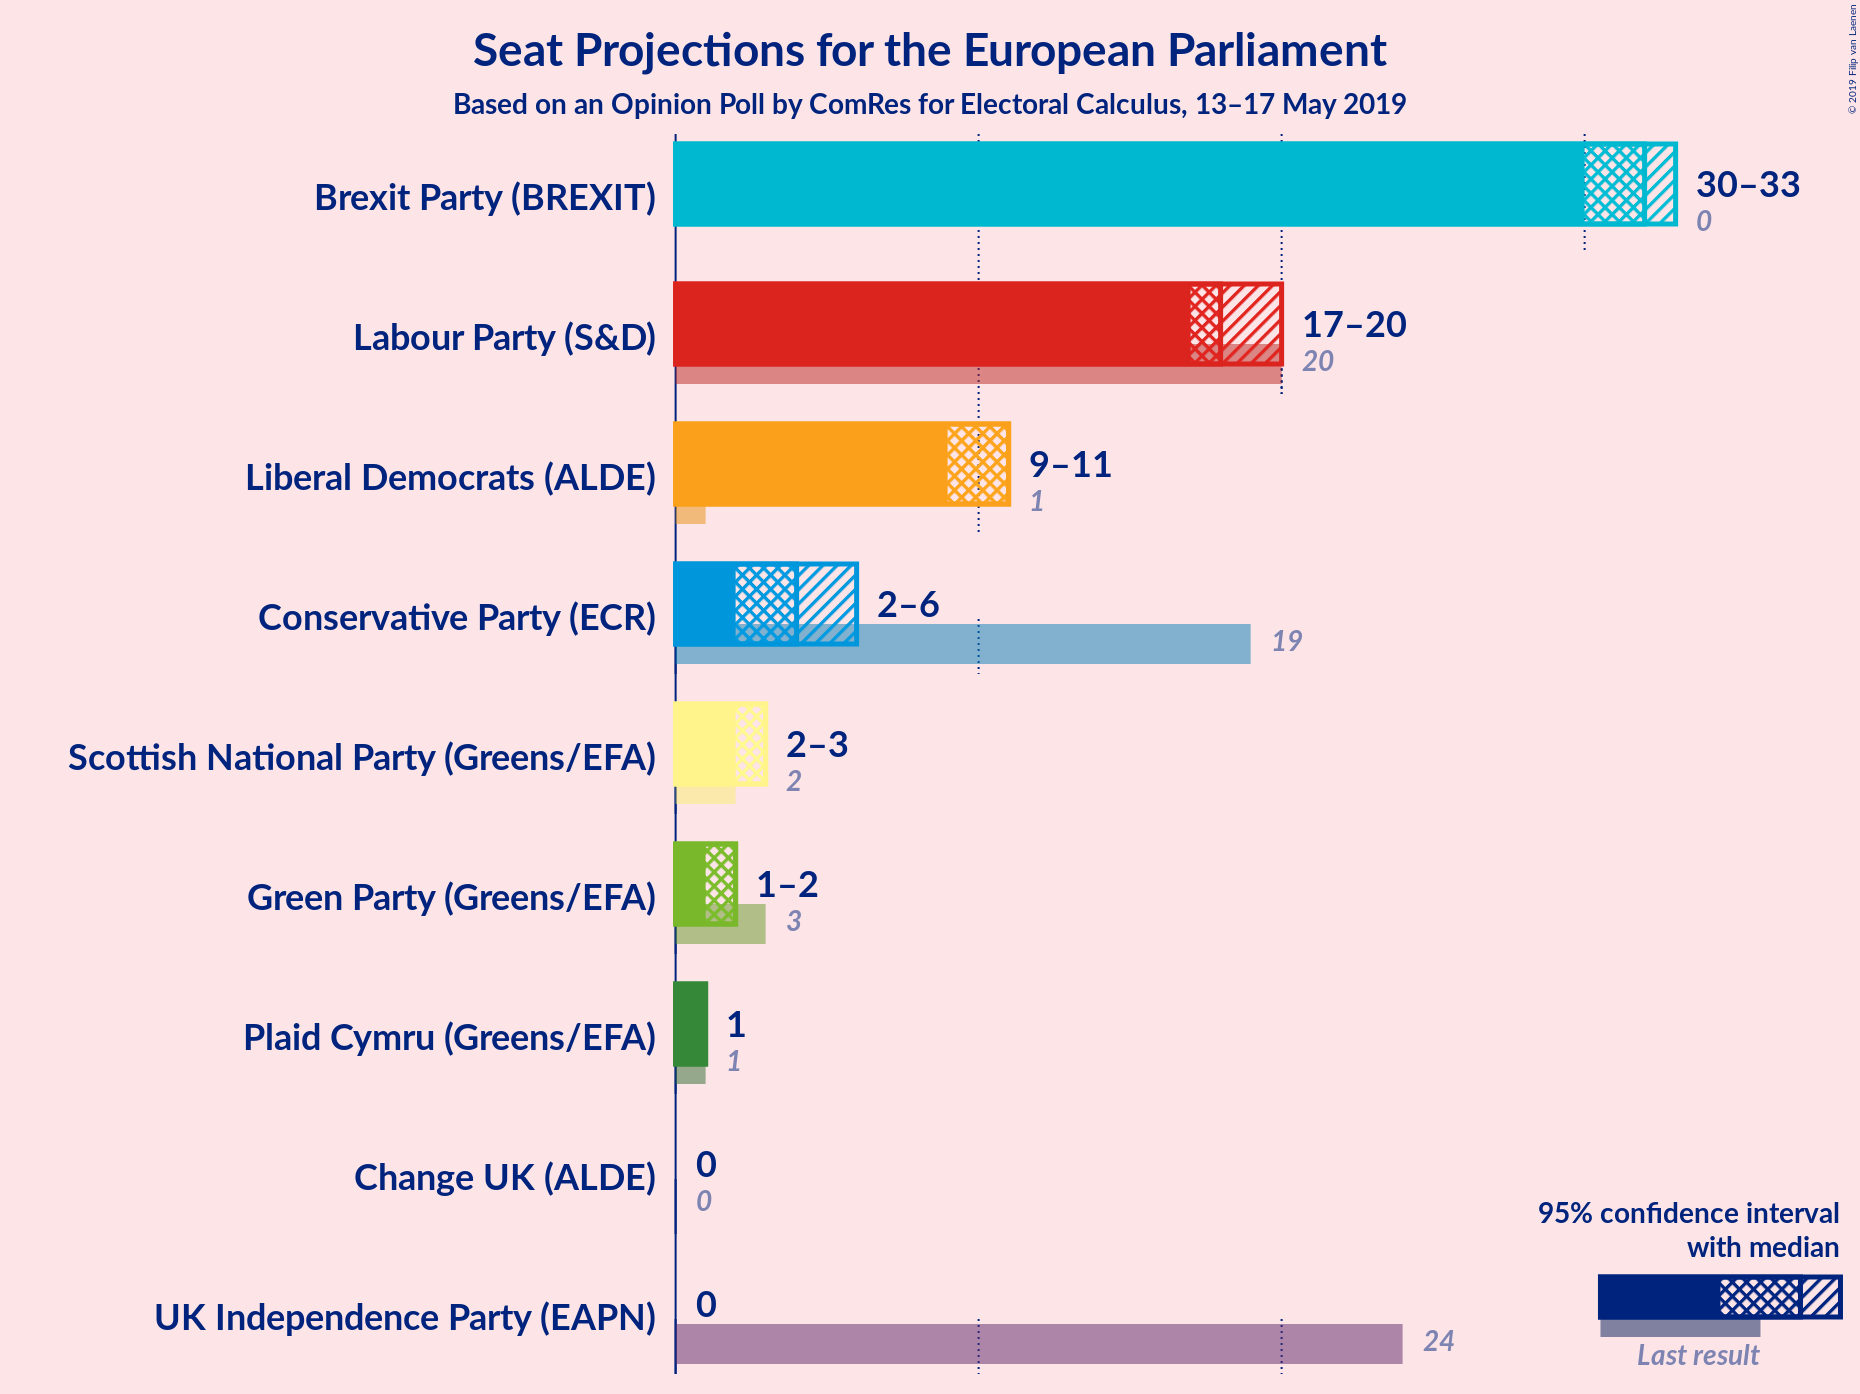 Seat Projections for the European Parliament
Based on an Opinion Poll by ComRes for Electoral Calculus, 13–17 May 2019
© 2019 Filip van Laenen
Brexit Party (BREXIT)
30–33
0
Labour Party (S&D)
17–20
20
Liberal Democrats (ALDE)
9–11
1
Conservative Party (ECR)
2–6
19
Scottish National Party (Greens/EFA)
2–3
2
Green Party (Greens/EFA)
1–2
3
Plaid Cymru (Greens/EFA)
1
1
Change UK (ALDE)
0
0
UK Independence Party (EAPN)
0
24
95% confidence interval
with median
Last result